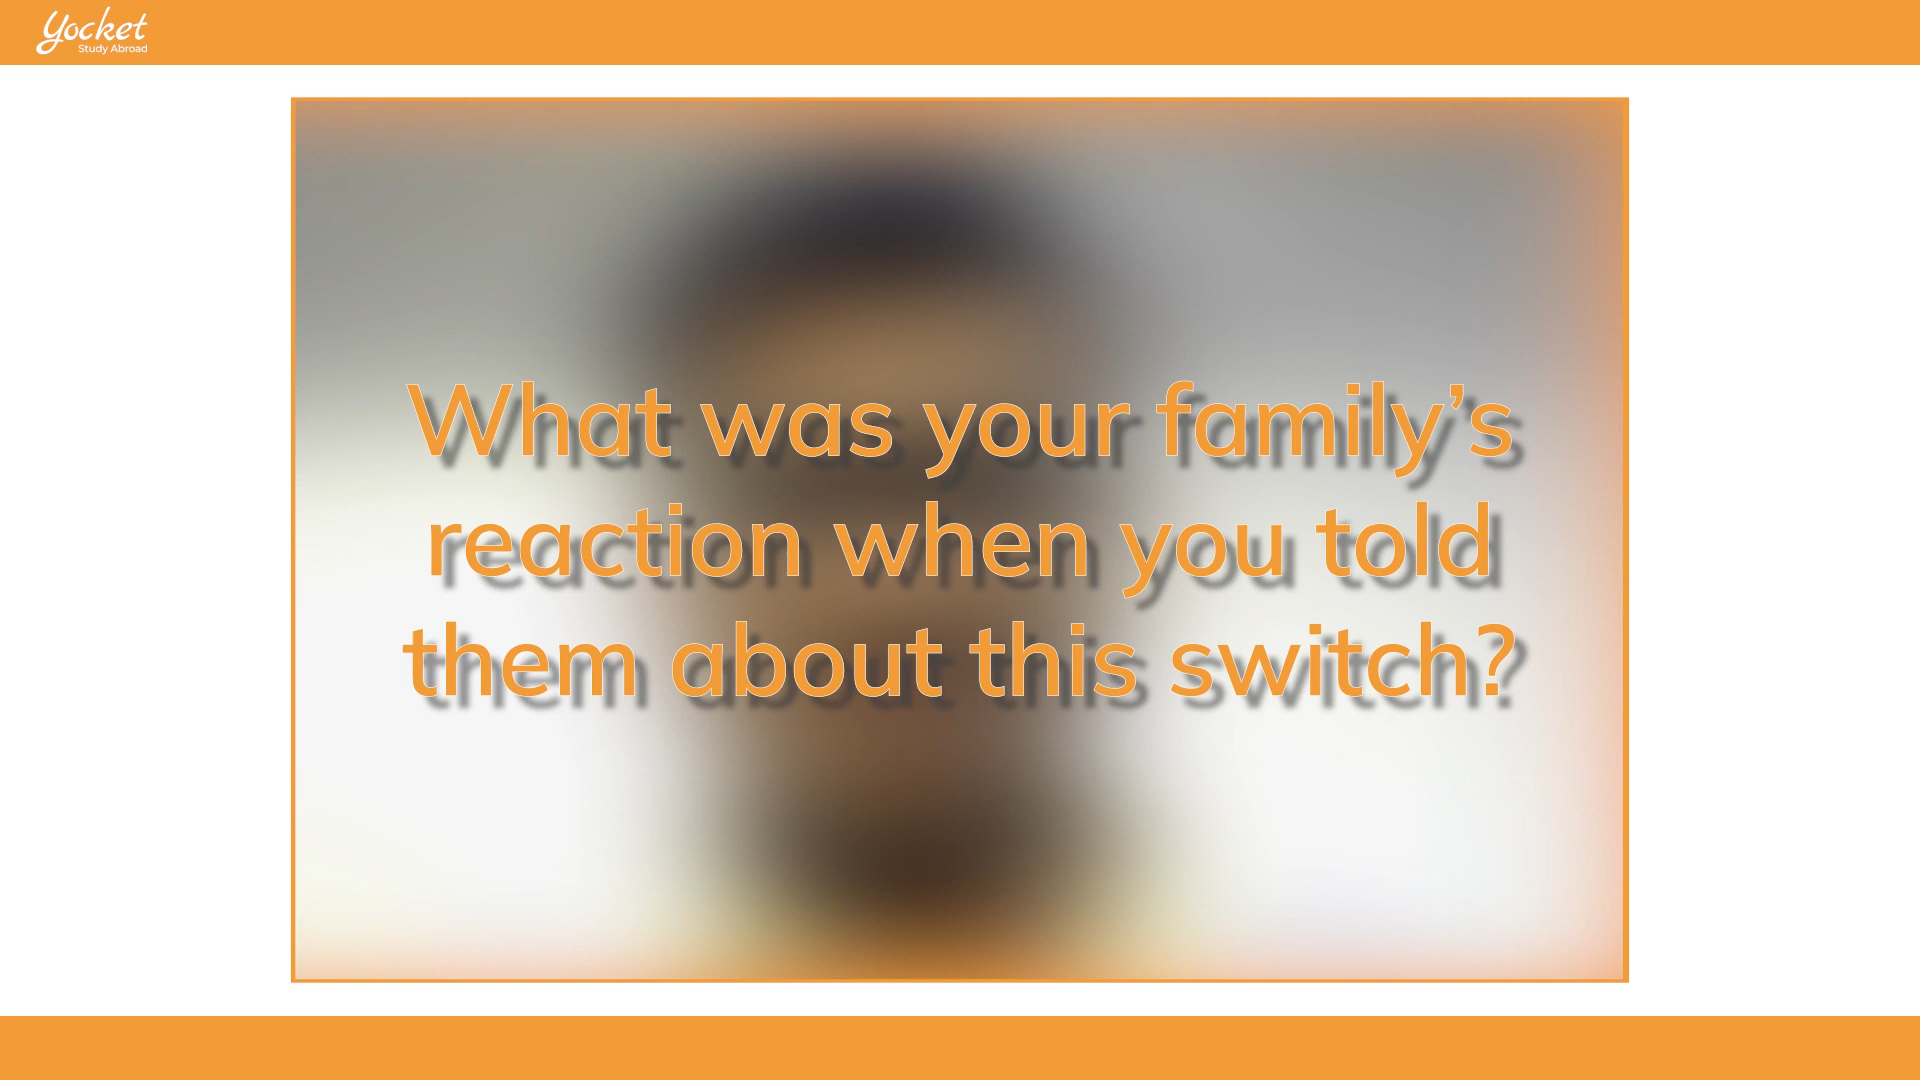 Yocket
Study Abroad
What was your family’s
reaction when you told
them about this switch?